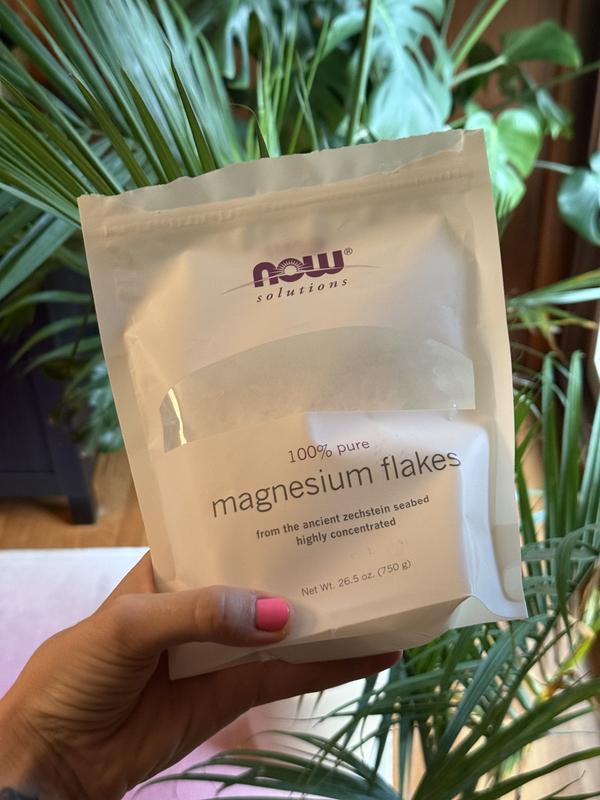 now®
solutions
100% pure
magnesium flakes
from the ancient zechstein seabed
highly concentrated
Net Wt. 26.5 oz. (750 g)